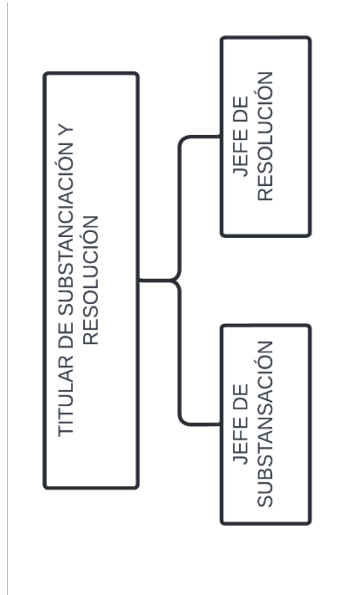 TITULAR DE SUBSTANCIACIÓN Y
RESOLUCIÓN
JEFE DE
SUBSTANSACIÓN
JEFE DE
RESOLUCIÓN